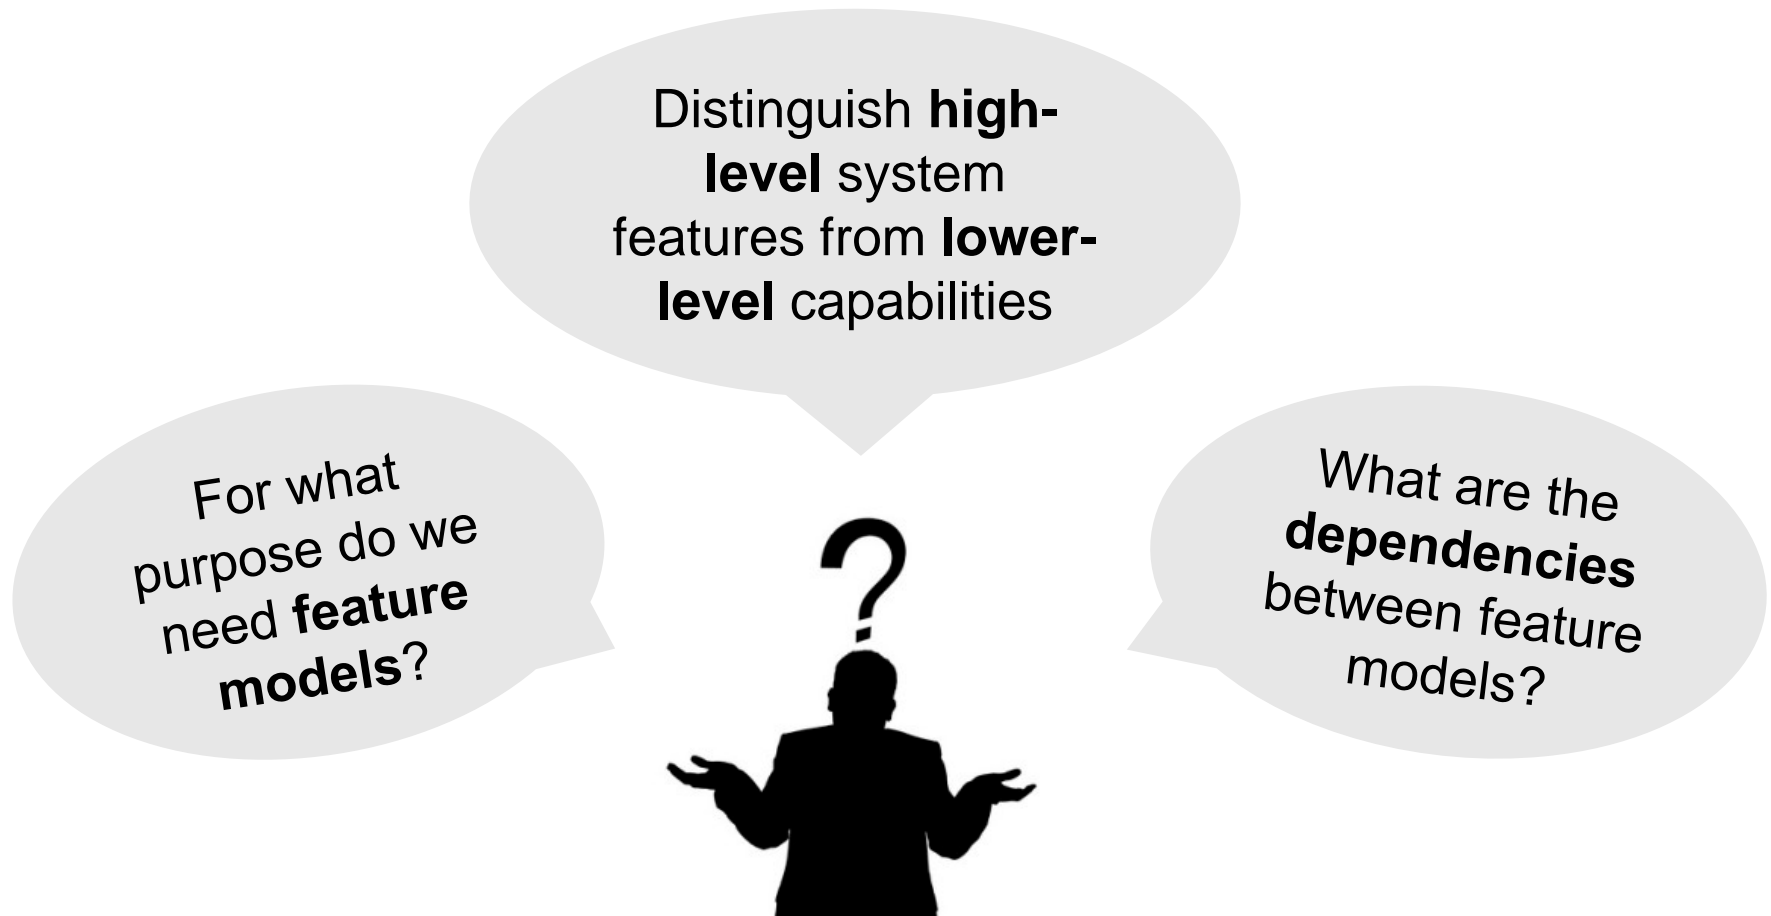 Distinguish high-
level system
features from lower-
level capabilities
For what
purpose do we
need feature
models?
What are the
dependencies
between feature
models?
?